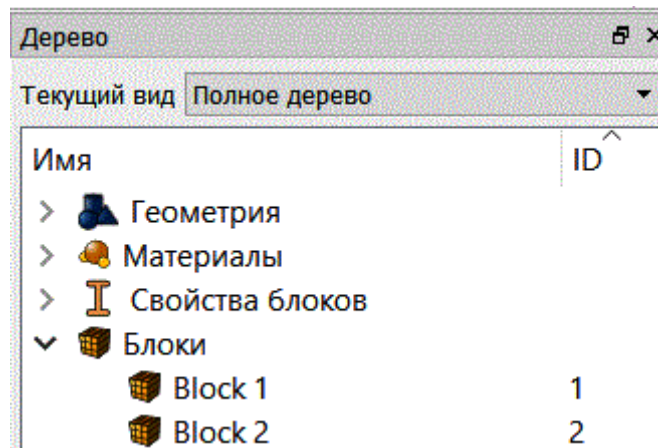 Дерево
Текущий вид Полное дерево
Имя ID
Геометрия
Материалы
Свойства блоков
Блоки
Block 1 1
Block 2 2